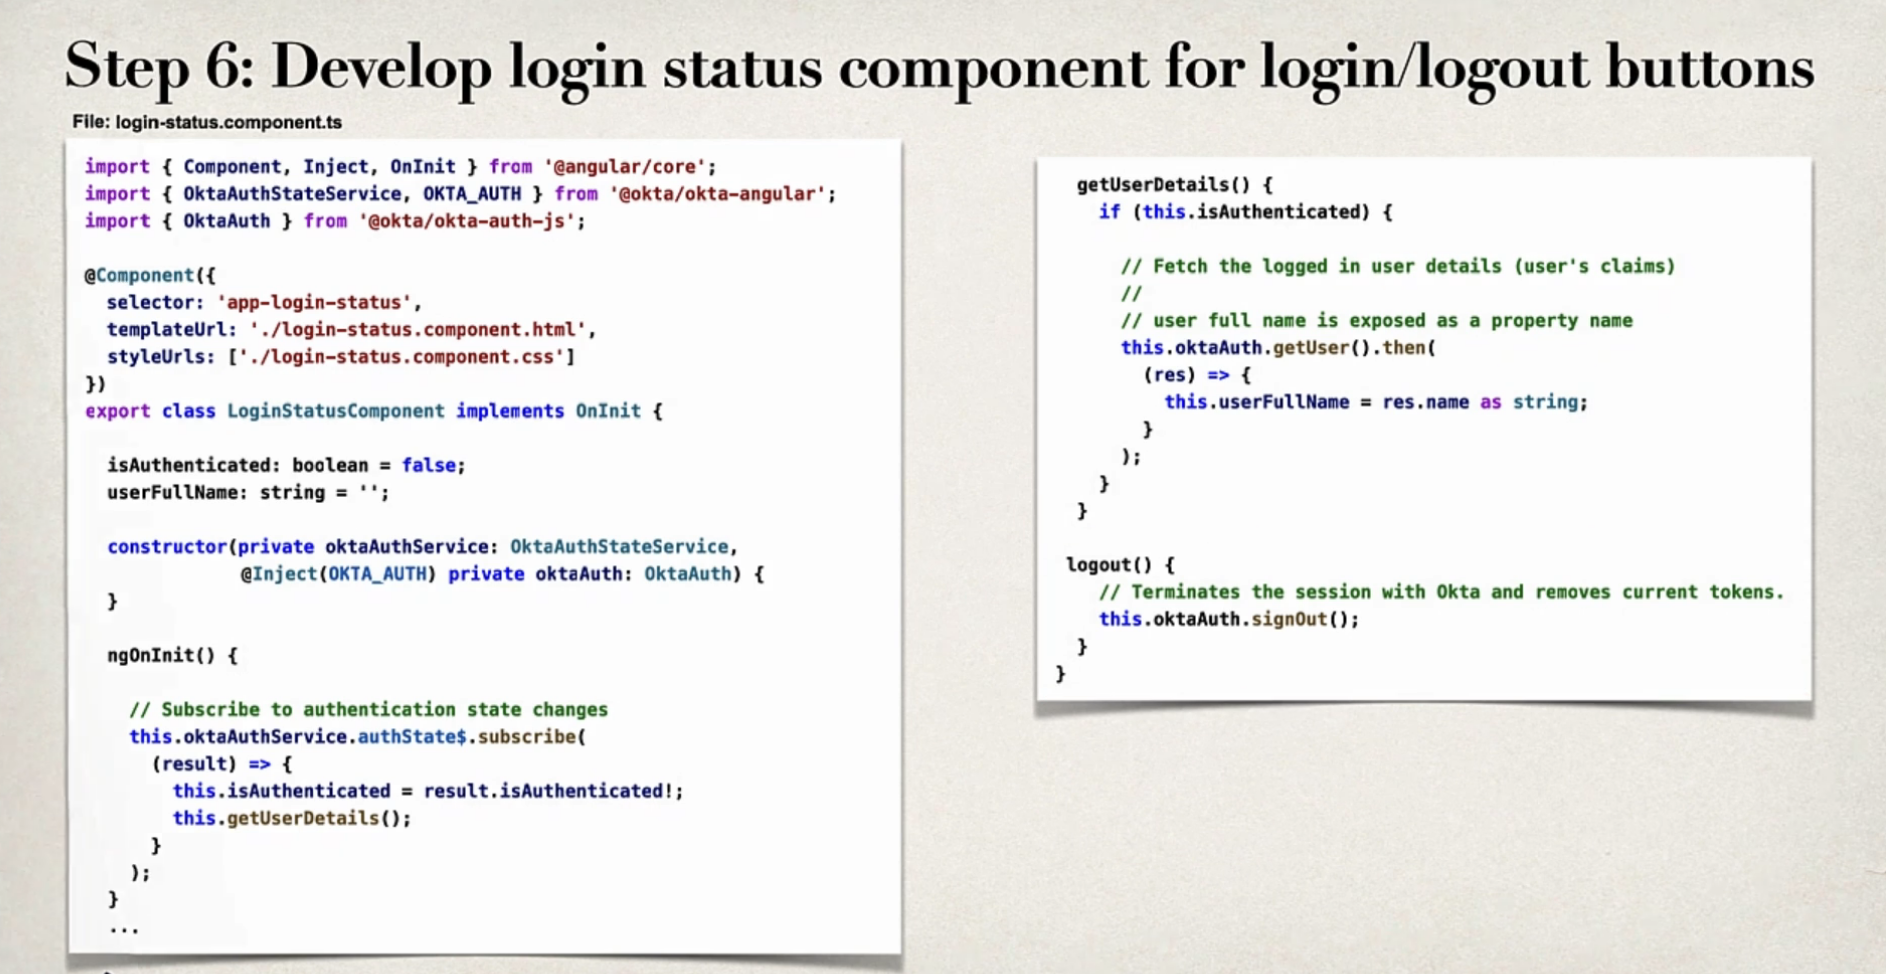 Step 6: Develop login status component for login/logout buttons
File: login-status.component.ts
import { Component, Inject, OnInit } from '@angular/core';
import { OktaAuthStateService, OKTA_AUTH } from '@okta/okta-angular';
import { OktaAuth } from '@okta/okta-auth-js';
@Component({
selector: 'app-login-status',
templateUrl: './login-status.component.html',
styleUrls: ['./login-status.component.css']
})
export class LoginStatusComponent implements OnInit {
isAuthenticated: boolean = false;
userFullName: string = '';
constructor(private oktaAuthService: OktaAuthStateService,
@Inject(OKTA_AUTH) private oktaAuth: OktaAuth) {
}
ngOnInit() {
// Subscribe to authentication state changes
this.oktaAuthService.authState$.subscribe(
(result) => {
this.isAuthenticated = result.isAuthenticated!;
this.getUserDetails();
}
);
}
...
getUserDetails() {
if (this.isAuthenticated) {
// Fetch the logged in user details (user's claims)
//
// user full name is exposed as a property name
this.oktaAuth.getUser().then(
(res) => {
this.userFullName = res.name as string;
}
);
}
}
logout() {
// Terminates the session with Okta and removes current tokens.
this.oktaAuth.signOut();
}
}